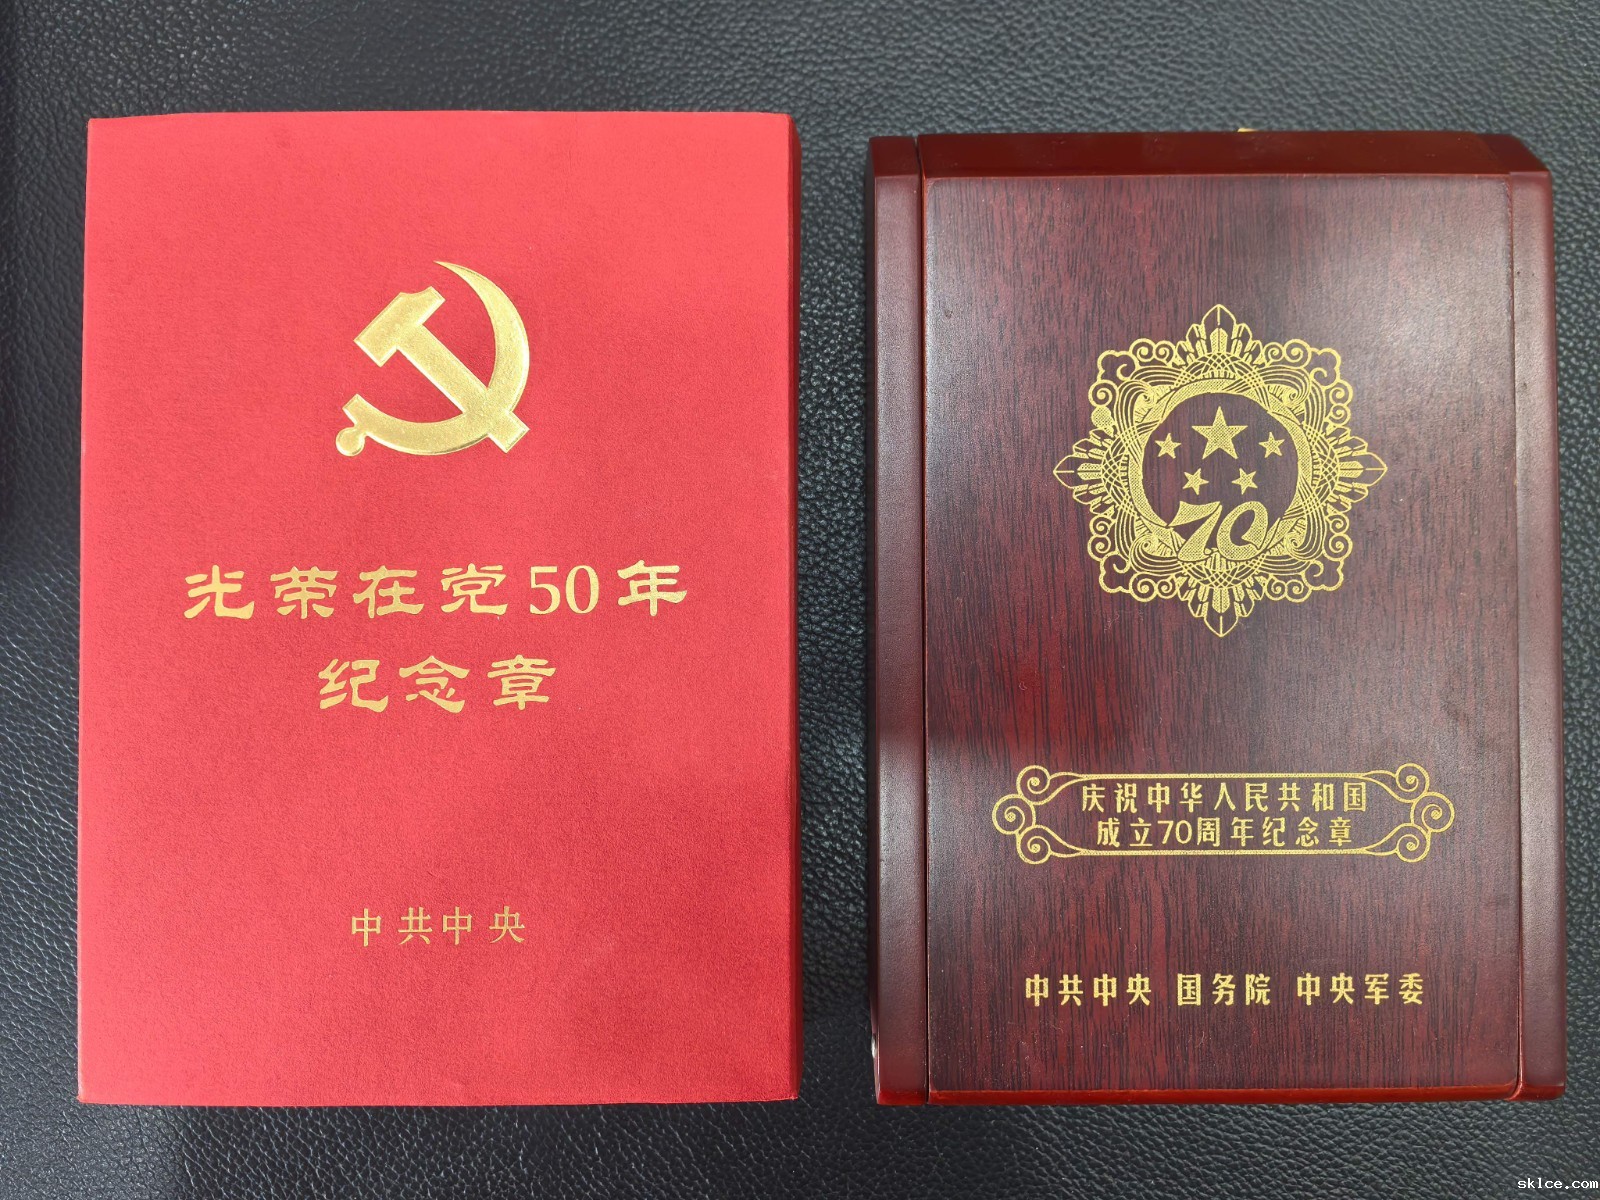 光荣在党50年
纪念章
中共中央
70
庆祝中华人民共和国
成立70周年纪念章
中共中央 国务院 中央军委
sklce.com